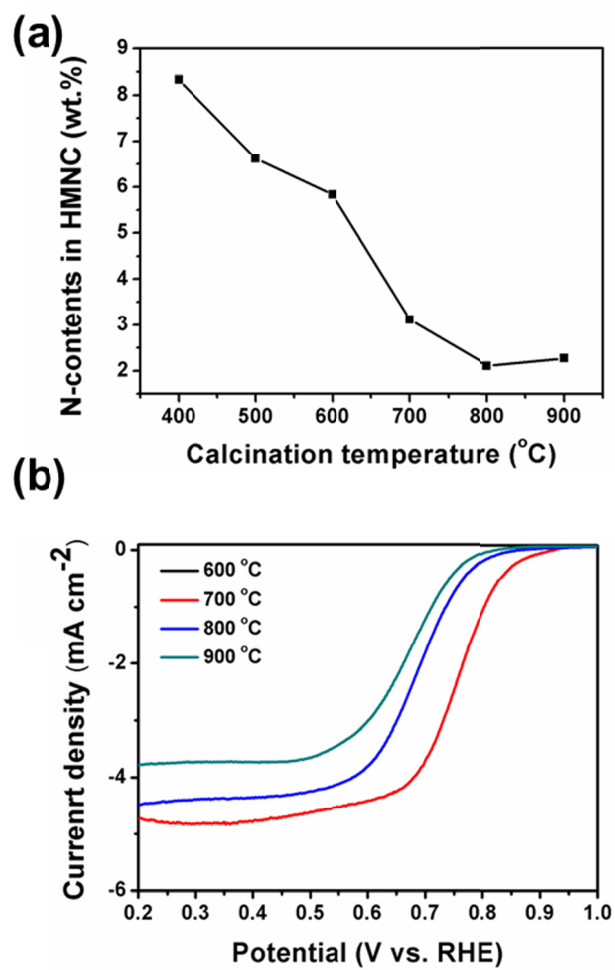 (a)
N-contents in HMNC (wt.%)
9
8
7
6
5
4
3
2
400 500 600 700 800 900
Calcination temperature (°C)
(b)
Currenrt density (mA cm-2)
0
-2
-4
-6
600 °C
700 °C
800 °C
900 °C
0.2 0.3 0.4 0.5 0.6 0.7 0.8 0.9 1.0
Potential (V vs. RHE)